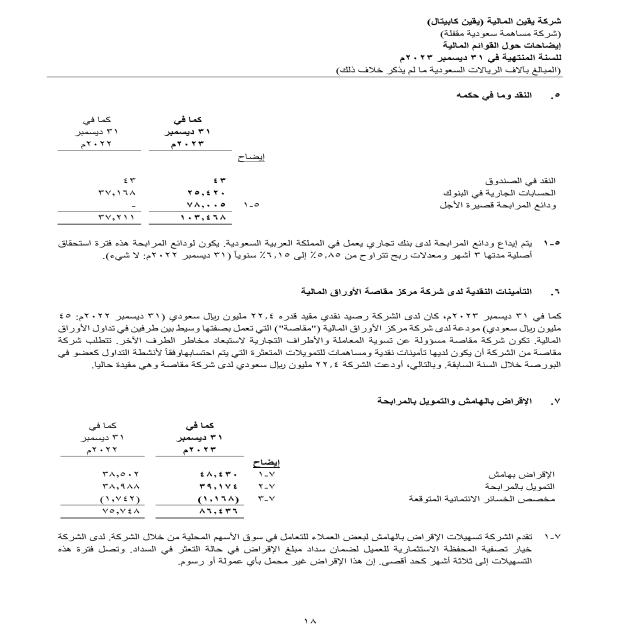 شركة يقين المالية (يقين كابيتال)
(شركة مساهمة سعودية مقفلة)
إيضاحات حول القوائم المالية
للسنة المنتهية في ٣١ ديسمبر ٢٠٢٣م
(المبالغ بآلاف الريالات السعودية ما لم يذكر خلاف ذلك)
٥. النقد وما في حكمه
كما في كما في
٣١ ديسمبر ٣١ ديسمبر
٢٠٢٣م ٢٠٢٢م
إيضاح
النقد في الصندوق ٤٣ ٤٣
الحسابات الجارية في البنوك ٢٥,٤٢٠ ٣٧,١٦٨
ودائع المرابحة قصيرة الأجل ٥-١ ٧٨,٠٠٥ -
١٠٣,٤٦٨ ٣٧,٢١١
٥-١ يتم إيداع ودائع المرابحة لدى بنك تجاري يعمل في المملكة العربية السعودية. يكون لودائع المرابحة هذه فترة استحقاق
أصلية مدتها ٣ أشهر ومعدلات ربح تتراوح من ٥,٨٥٪ إلى ٦,١٥٪ سنوياً (٣١ ديسمبر ٢٠٢٢م: لا شيء).
٦. التأمينات النقدية لدى شركة مركز مقاصة الأوراق المالية
كما في ٣١ ديسمبر ٢٠٢٣م، كان لدى الشركة رصيد نقدي مقيد قدره ٢٢,٤ مليون ريال سعودي (٣١ ديسمبر ٢٠٢٢م: ٤٥
مليون ريال سعودي) مودعة لدى شركة مركز الأوراق المالية ("مقاصة") التي تعمل بصفتها وسيط بين طرفين في تداول الأوراق
المالية. تكون شركة مقاصة مسؤولة عن تسوية المعاملة والأطراف التجارية لاستبعاد مخاطر الطرف الآخر. تتطلب شركة
مقاصة من الشركة أن يكون لديها تأمينات نقدية ومساهمات للتمويلات المتعثرة التي يتم احتسابهاوفقاً لأنشطة التداول كعضو في
البورصة خلال السنة السابقة. وبالتالي، أودعت الشركة ٢٢,٤ مليون ريال سعودي لدى شركة مقاصة وهي مقيدة حاليا.
٧. الإقراض بالهامش والتمويل بالمرابحة
كما في كما في
٣١ ديسمبر ٣١ ديسمبر
٢٠٢٣م ٢٠٢٢م
إيضاح
الإقراض بهامش ٧-١ ٤٨,٤٣٠ ٣٨,٥٠٢
التمويل بالمرابحة ٧-٢ ٣٩,١٧٤ ٣٨,٩٨٨
مخصص الخسائر الائتمانية المتوقعة ٧-٣ (١,١٦٨) (١,٧٤٢)
٨٦,٤٣٦ ٧٥,٧٤٨
٧-١ تقدم الشركة تسهيلات الإقراض بالهامش لبعض العملاء للتعامل في سوق الأسهم المحلية من خلال الشركة. لدى الشركة
خيار تصفية المحفظة الاستثمارية للعميل لضمان سداد مبلغ الإقراض في حالة التعثر في السداد. وتصل فترة هذه
التسهيلات إلى ثلاثة أشهر كحد أقصى. إن هذا الإقراض غير محمل بأي عمولة أو رسوم.
١٨